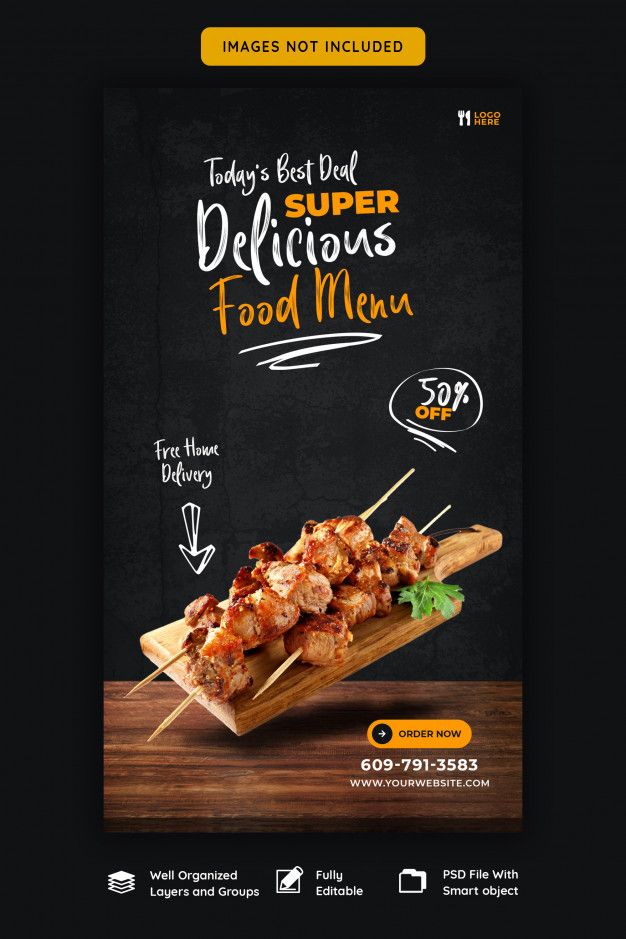 IMAGES NOT INCLUDED
LOGO
HERE
Today's Best Deal
SUPER
Delicious
Food Menu
50%
OFF
Free Home
Delivery
ORDER NOW
609-791-3583
WWW.YOURWEBSITE.COM
Well Organized
Layers and Groups
Fully
Editable
PSD File With
Smart object